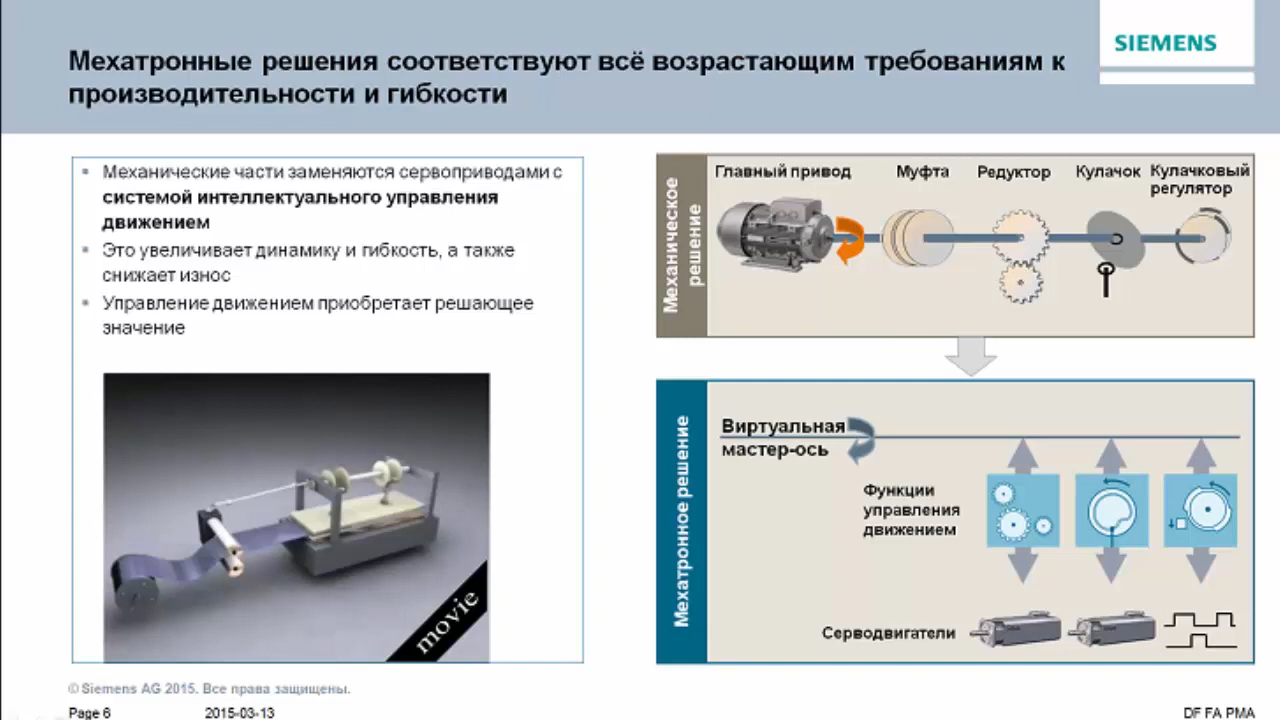 SIEMENS
Мехатронные решения соответствуют всё возрастающим требованиям к
производительности и гибкости
Механические части заменяются сервоприводами с
системой интеллектуального управления
движением
Это увеличивает динамику и гибкость, а также
снижает износ
Управление движением приобретает решающее
значение
movie
Механическое
решение
Главный привод
Муфта
Редуктор
Кулачок
Кулачковый
регулятор
Мехатронное решение
Виртуальная
мастер-ось
Функции
управления
движением
Серводвигатели
© Siemens AG 2015. Все права защищены.
Page 6
2015-03-13
DF FA PMA